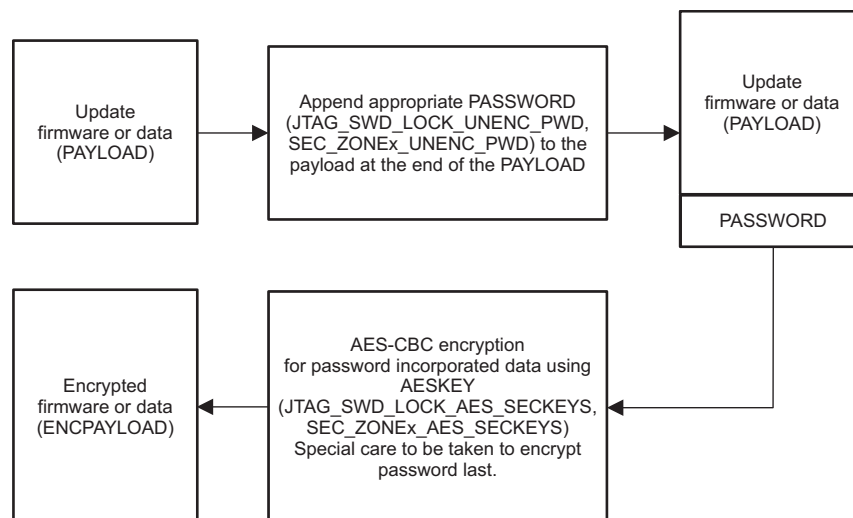 Update
firmware or data
(PAYLOAD)
Append appropriate PASSWORD
(JTAG_SWD_LOCK_UNENC_PWD,
SEC_ZONEx_UNENC_PWD) to the
payload at the end of the PAYLOAD
Update
firmware or data
(PAYLOAD)
PASSWORD
AES-CBC encryption
for password incorporated data using
AESKEY
(JTAG_SWD_LOCK_AES_SECKEYS,
SEC_ZONEx_AES_SECKEYS)
Special care to be taken to encrypt
password last.
Encrypted
firmware or data
(ENCPAYLOAD)